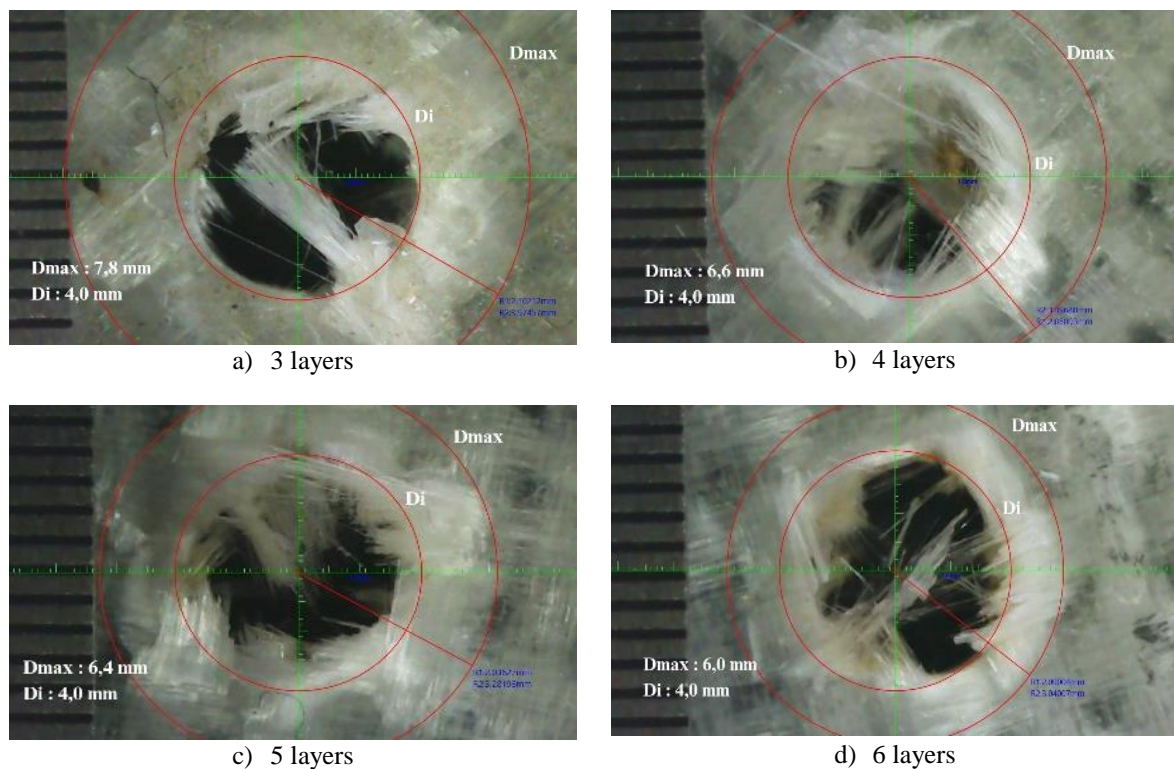 Dmax
Di
Dmax : 7,8 mm
Di : 4,0 mm
a) 3 layers
Dmax
Di
Dmax : 6,6 mm
Di : 4,0 mm
b) 4 layers
Dmax
Di
Dmax : 6,4 mm
Di : 4,0 mm
c) 5 layers
Dmax
Di
Dmax : 6,0 mm
Di : 4,0 mm
d) 6 layers